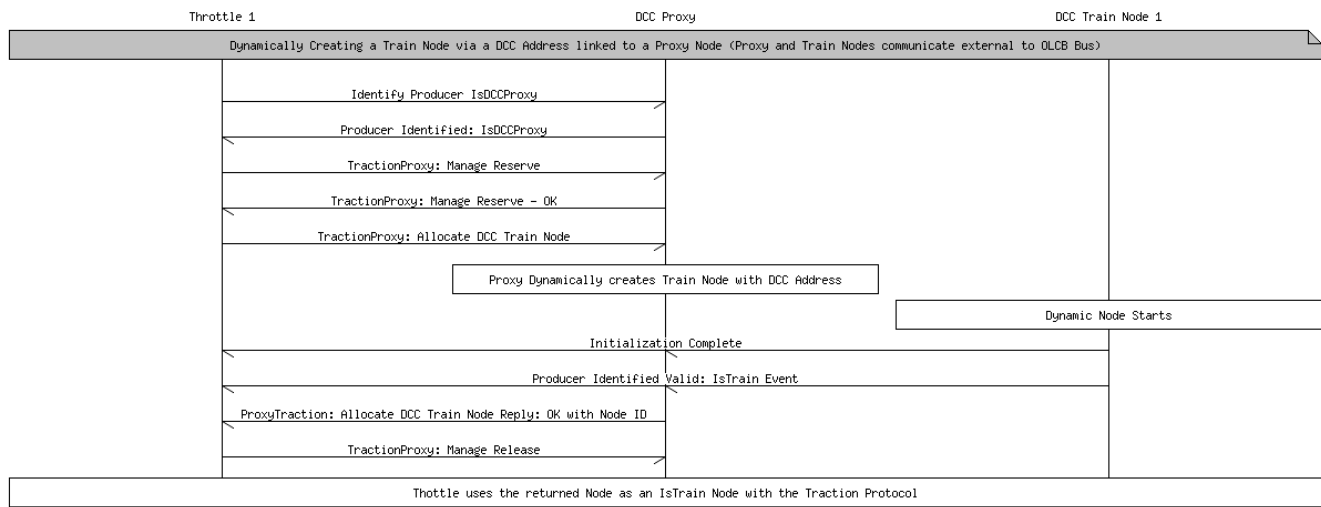 Throttle 1
DCC Proxy
DCC Train Node 1
Dynamically Creating a Train Node via a DCC Address linked to a Proxy Node (Proxy and Train Nodes communicate external to OLCB Bus)
Identify Producer IsDCCProxy
Producer Identified: IsDCCProxy
TractionProxy: Manage Reserve
TractionProxy: Manage Reserve - OK
TractionProxy: Allocate DCC Train Node
Proxy Dynamically creates Train Node with DCC Address
Dynamic Node Starts
Initialization Complete
Producer Identified Valid: IsTrain Event
ProxyTraction: Allocate DCC Train Node Reply: OK with Node ID
TractionProxy: Manage Release
Thottle uses the returned Node as an IsTrain Node with the Traction Protocol